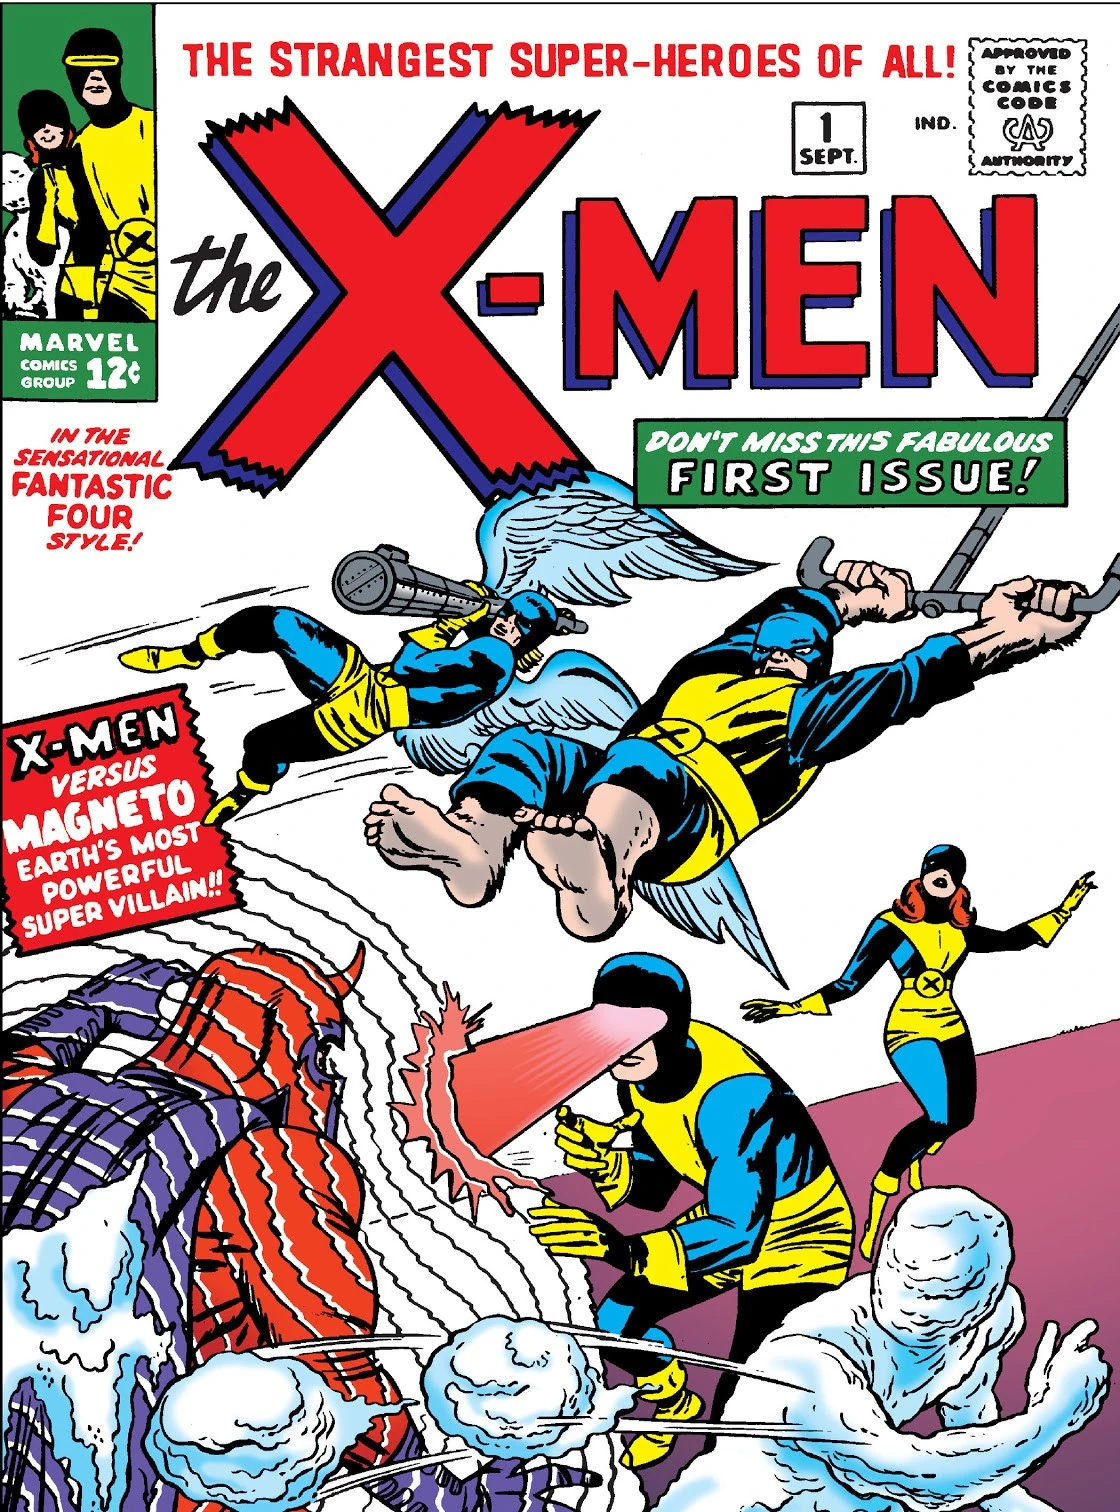 THE STRANGEST SUPER-HEROES OF ALL!
APPROVED
BY THE
COMICS
CODE
CA
AUTHORITY
IND.
1
SEPT.
the X-MEN
MARVEL
COMICS
GROUP 12¢
IN THE
SENSATIONAL
FANTASTIC
FOUR
STYLE!
DON'T MISS THIS FABULOUS
FIRST ISSUE!
X-MEN
VERSUS
MAGNETO
EARTH'S MOST
POWERFUL
SUPER VILLAIN!!